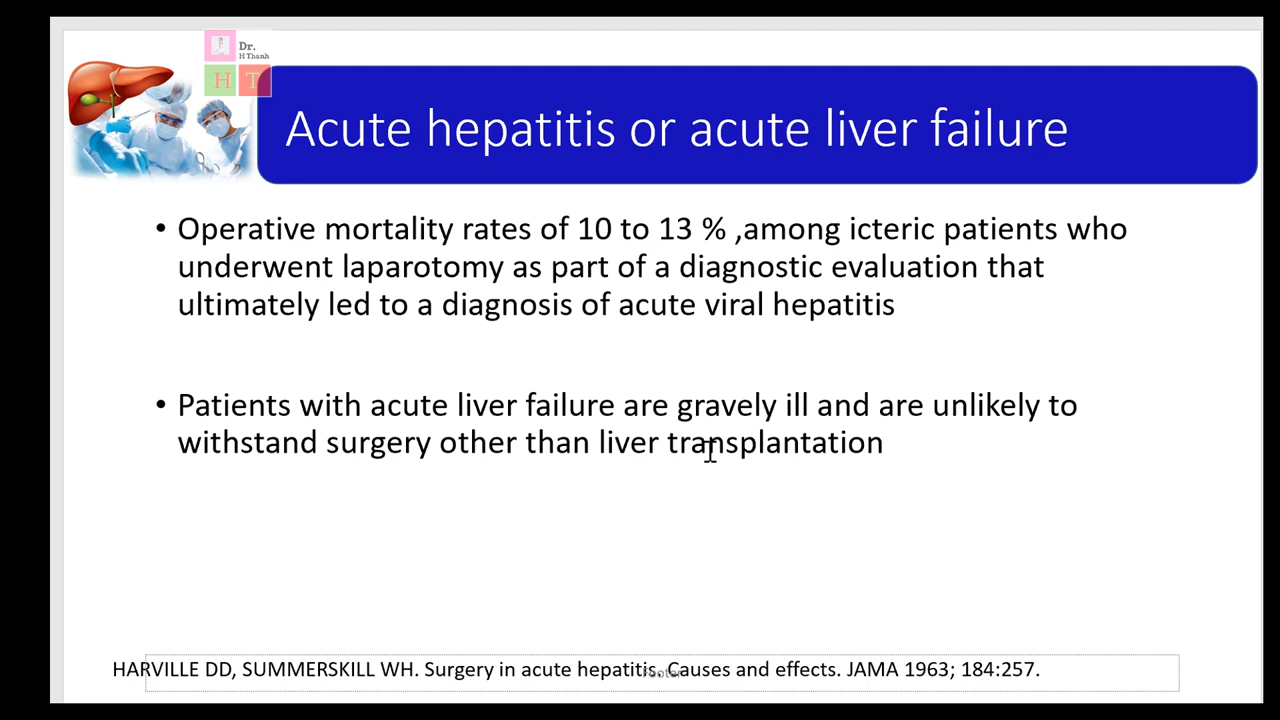 Dr.
H Thanh
H T
Acute hepatitis or acute liver failure
• Operative mortality rates of 10 to 13 % ,among icteric patients who
underwent laparotomy as part of a diagnostic evaluation that
ultimately led to a diagnosis of acute viral hepatitis
• Patients with acute liver failure are gravely ill and are unlikely to
withstand surgery other than liver transplantation
HARVILLE DD, SUMMERSKILL WH. Surgery in acute hepatitis. Causes and effects. JAMA 1963; 184:257.
Footer